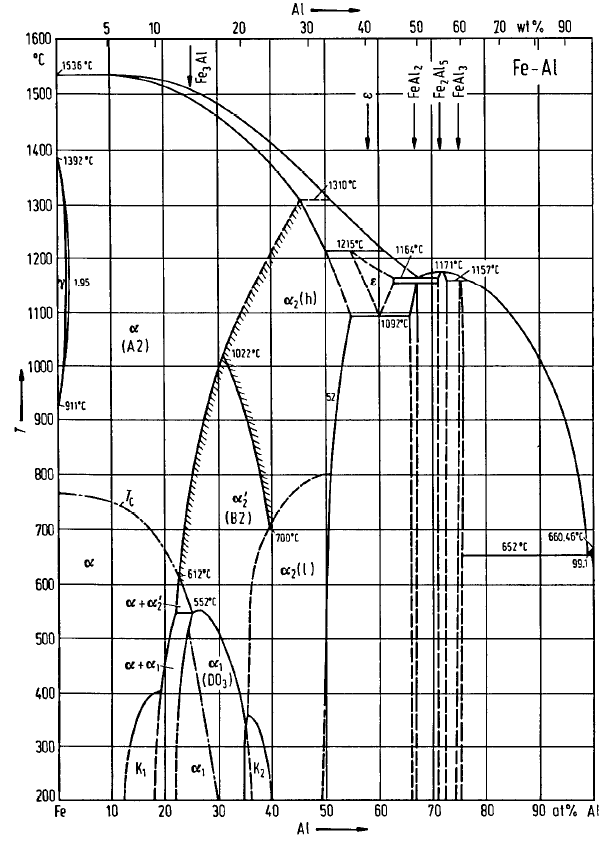 Al
5 10 20 30 40 50 60 70 wt% 90
1600
°C
1500
1400
1300
1200
1100
1000
900
800
700
600
500
400
300
200
T
Fe-Al
Fe3Al
ε
FeAl2
Fe2Al5
FeAl3
1536°C
1392°C
1310°C
1215°C
1164°C
1171°C
1157°C
ε
γ
1.95
α2(h)
1092°C
α
(A2)
1022°C
911°C
52
Tc
α2'
(B2)
700°C
660.46°C
652°C
99.1
α
612°C
α2(l)
α+α2'
552°C
α+α1
α1
(DO3)
K1
α1
K2
Fe 10 20 30 40 50 60 70 80 90 at% Al
Al